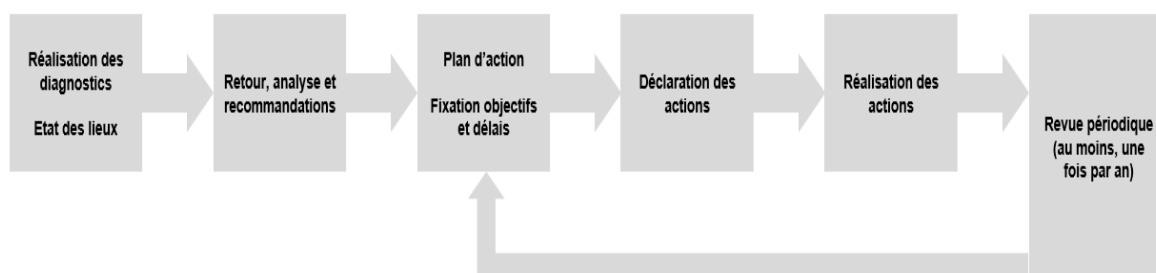 Réalisation des
diagnostics
Etat des lieux
Retour, analyse et
recommandations
Plan d'action
Fixation objectifs
et délais
Déclaration des
actions
Réalisation des
actions
Revue périodique
(au moins, une
fois par an)